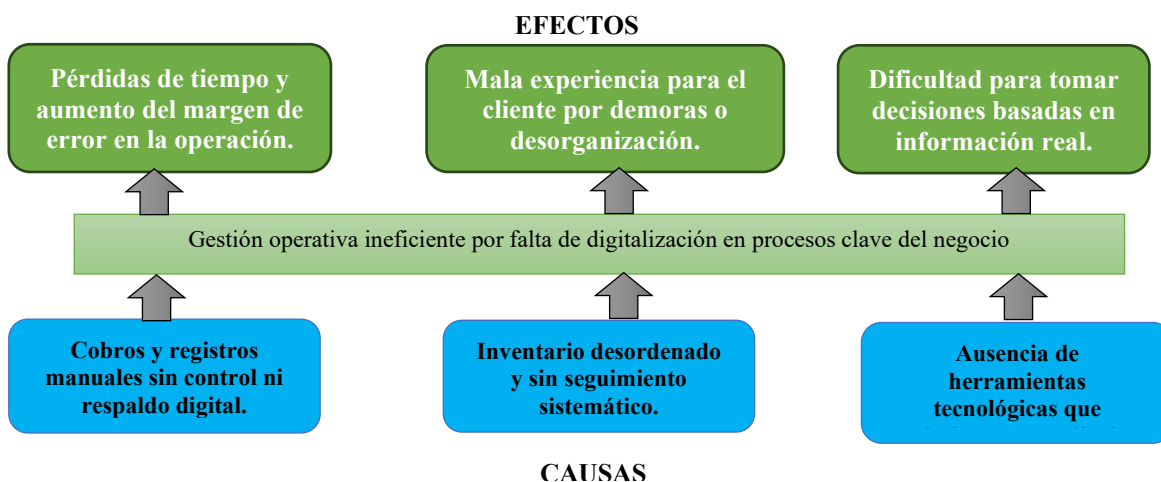 EFECTOS
Pérdidas de tiempo y
aumento del margen de
error en la operación.
Mala experiencia para el
cliente por demoras o
desorganización.
Dificultad para tomar
decisiones basadas en
información real.
Gestión operativa ineficiente por falta de digitalización en procesos clave del negocio
Cobros y registros
manuales sin control ni
respaldo digital.
Inventario desordenado
y sin seguimiento
sistemático.
Ausencia de
herramientas
tecnológicas que
CAUSAS